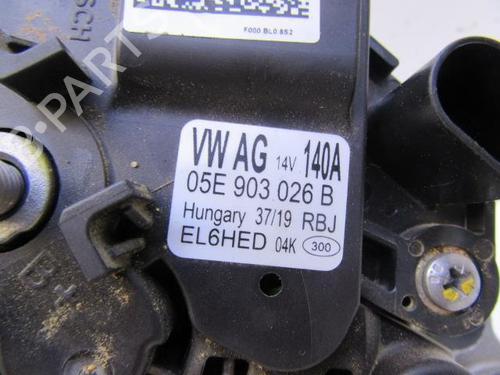 F000 BL0 852
VW AG 14V 140A
05E 903 026 B
Hungary 37/19 RBJ
EL6HED 04K 300
B+